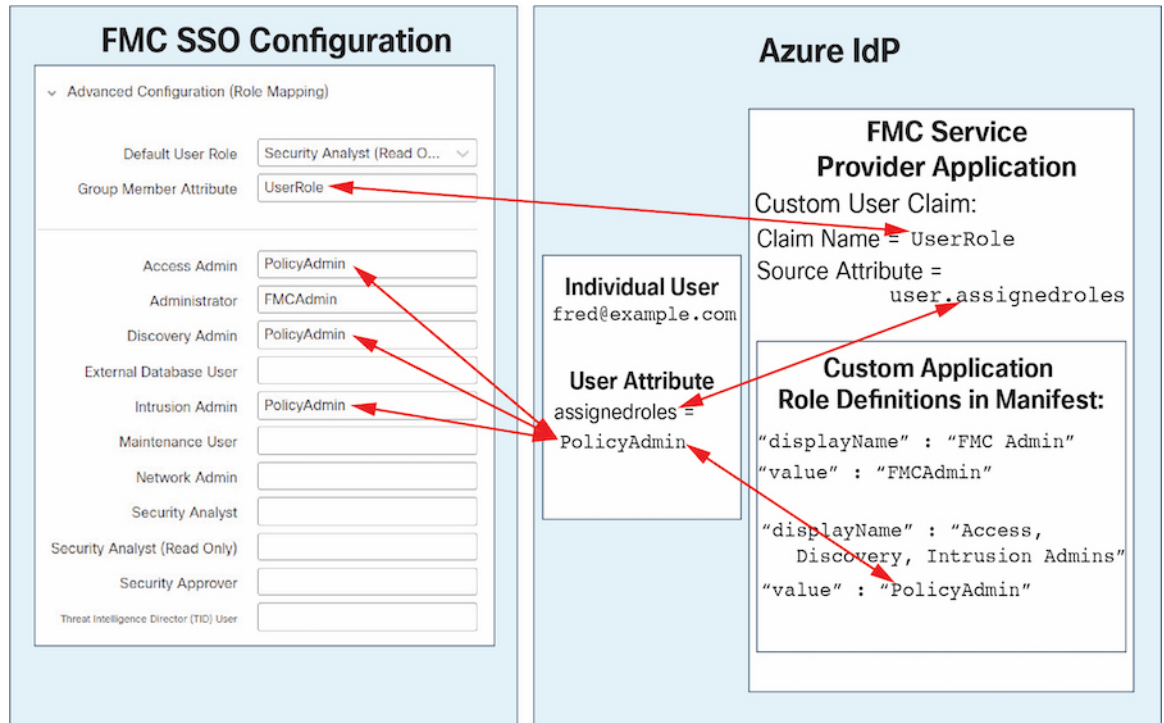 FMC SSO Configuration
Advanced Configuration (Role Mapping)
Default User Role
Security Analyst (Read O...
Group Member Attribute
UserRole
Access Admin
PolicyAdmin
Administrator
FMCAdmin
Discovery Admin
PolicyAdmin
External Database User
Intrusion Admin
PolicyAdmin
Maintenance User
Network Admin
Security Analyst
Security Analyst (Read Only)
Security Approver
Threat Intelligence Director (TID) User
Azure IdP
Individual User
fred@example.com
User Attribute
assignedroles =
PolicyAdmin
FMC Service
Provider Application
Custom User Claim:
Claim Name = UserRole
Source Attribute =
user.assignedroles
Custom Application
Role Definitions in Manifest:
“displayName” : “FMC Admin”
“value” : “FMCAdmin”
“displayName” : “Access,
Discovery, Intrusion Admins”
“value” : “PolicyAdmin”